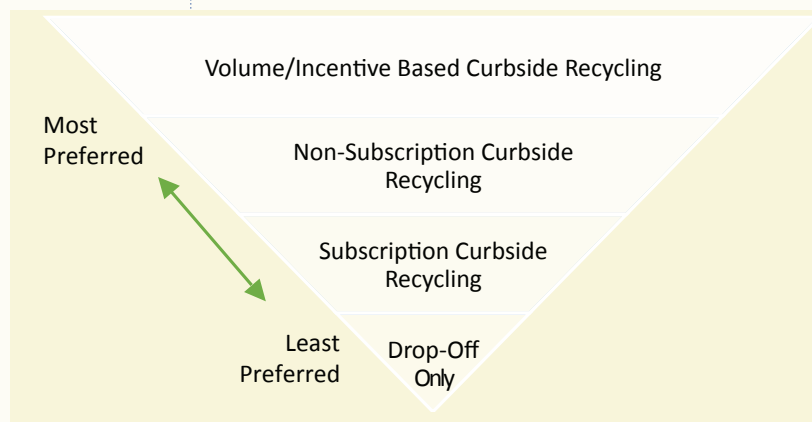 Volume/Incentive Based Curbside Recycling
Most
Preferred
Non-Subscription Curbside
Recycling
Subscription Curbside
Recycling
Least
Preferred
Drop-Off
Only